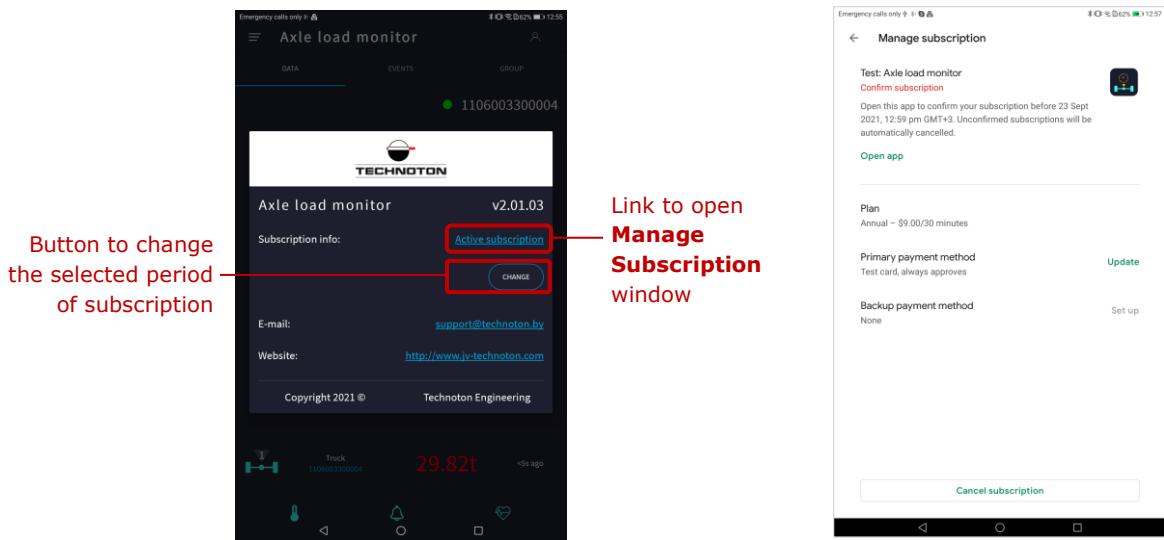 Emergency calls only
62% 12:55
Axle load monitor
DATA EVENTS GROUP
1106003300004
TECHNOTON
Axle load monitor v2.01.03
Subscription info: Active subscription
CHANGE
E-mail: support@technoton.by
Website: http://www.jv-technoton.com
Copyright 2021 © Technoton Engineering
1
Truck
1106003300004
29.82t
<5s ago
Button to change
the selected period
of subscription
Link to open
Manage
Subscription
window
Emergency calls only
62% 12:57
Manage subscription
Test: Axle load monitor
Confirm subscription
Open this app to confirm your subscription before 23 Sept
2021, 12:59 pm GMT+3. Unconfirmed subscriptions will be
automatically cancelled.
Open app
Plan
Annual – $9.00/30 minutes
Primary payment method
Update
Test card, always approves
Backup payment method
Set up
None
Cancel subscription